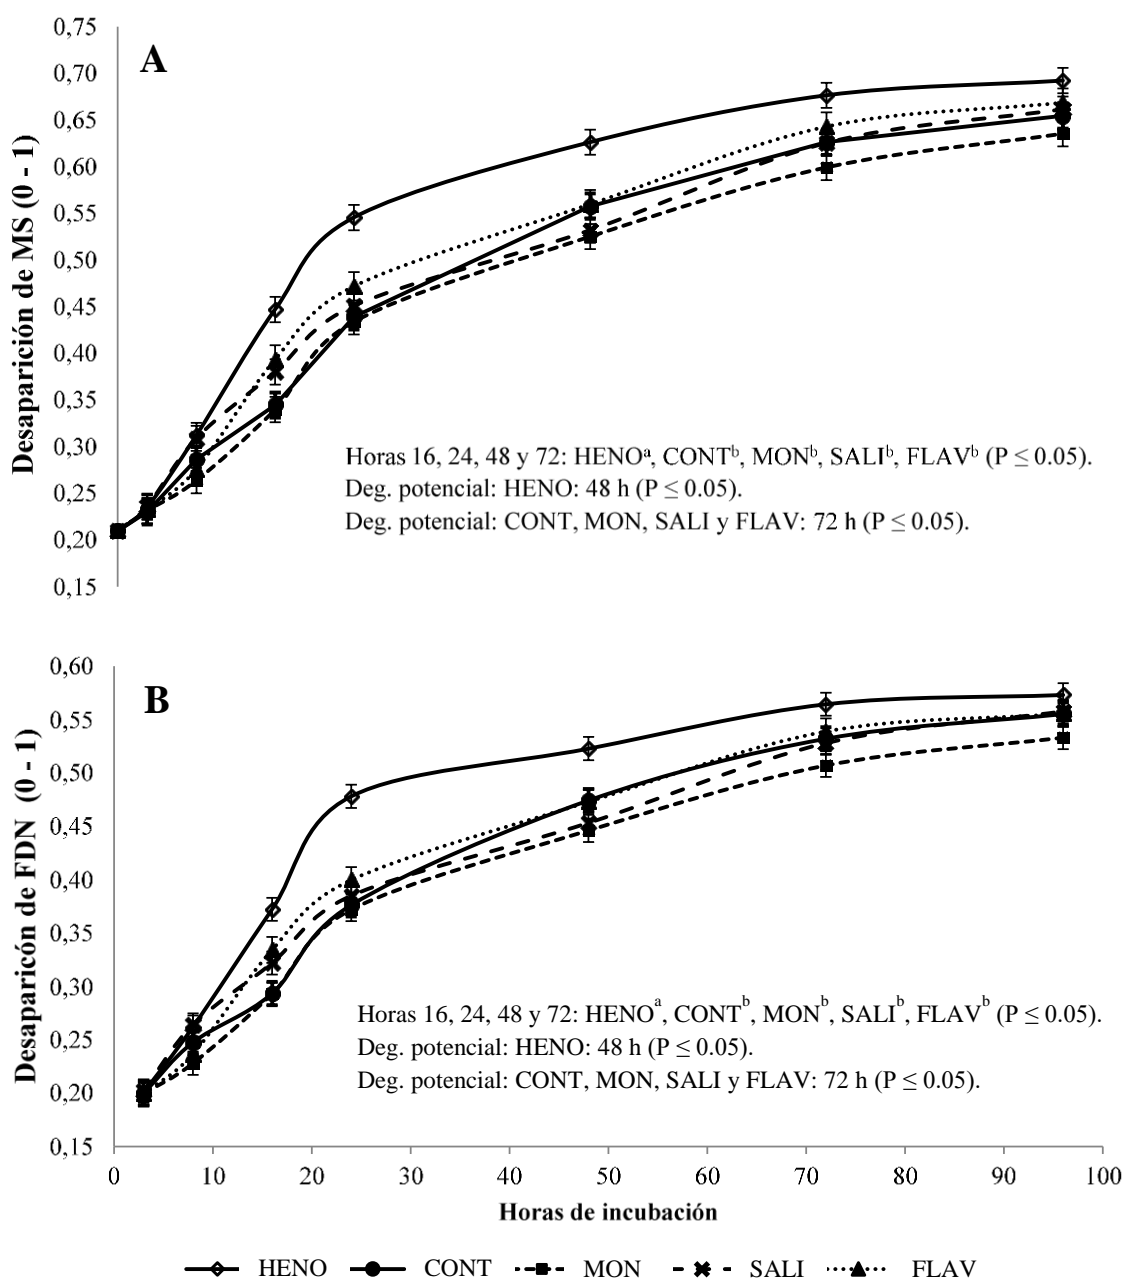 A
Desaparición de MS (0 - 1)
0,75
0,70
0,65
0,60
0,55
0,50
0,45
0,40
0,35
0,30
0,25
0,20
0,15
Horas 16, 24, 48 y 72: HENOᵃ, CONTᵇ, MONᵇ, SALIᵇ, FLAVᵇ (P ≤ 0.05).
Deg. potencial: HENO: 48 h (P ≤ 0.05).
Deg. potencial: CONT, MON, SALI y FLAV: 72 h (P ≤ 0.05).
B
Desaparicón de FDN (0 - 1)
0,60
0,55
0,50
0,45
0,40
0,35
0,30
0,25
0,20
0,15
Horas 16, 24, 48 y 72: HENOᵃ, CONTᵇ, MONᵇ, SALIᵇ, FLAVᵇ (P ≤ 0.05).
Deg. potencial: HENO: 48 h (P ≤ 0.05).
Deg. potencial: CONT, MON, SALI y FLAV: 72 h (P ≤ 0.05).
0 10 20 30 40 50 60 70 80 90 100
Horas de incubación
HENO CONT MON SALI FLAV